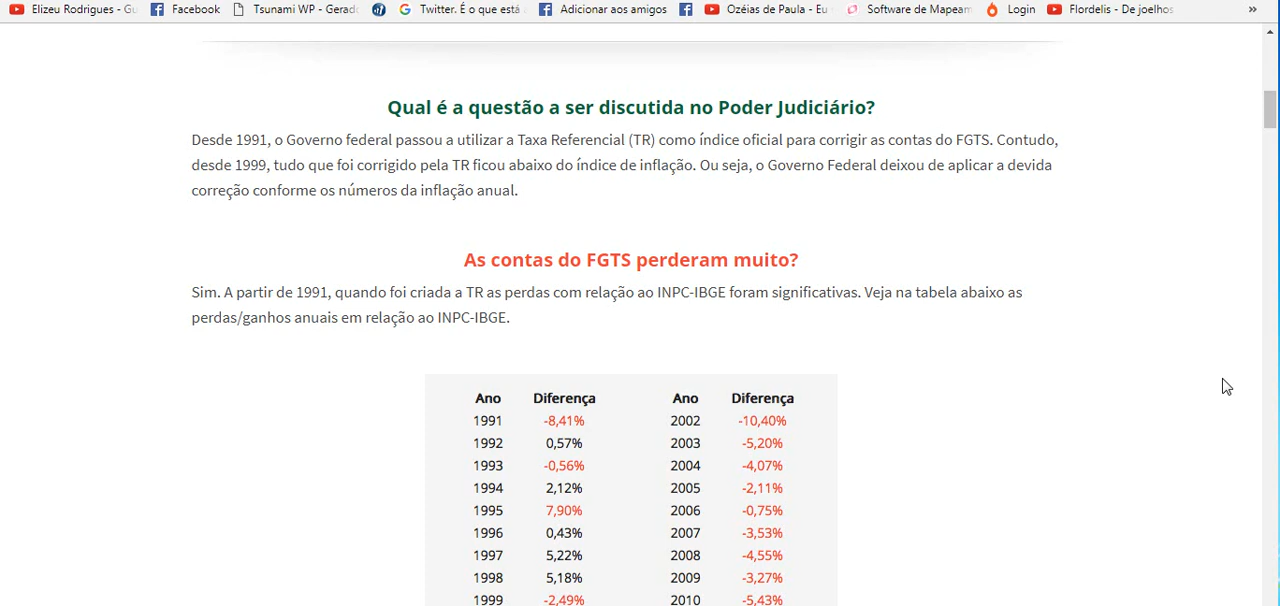 Elizeu Rodrigues - Gu Facebook Tsunami WP - Gerado Twitter. É o que está Adicionar aos amigos Ozéias de Paula - Eu Software de Mapeam Login Flordelis - De joelhos »
Qual é a questão a ser discutida no Poder Judiciário?
Desde 1991, o Governo federal passou a utilizar a Taxa Referencial (TR) como índice oficial para corrigir as contas do FGTS. Contudo,
desde 1999, tudo que foi corrigido pela TR ficou abaixo do índice de inflação. Ou seja, o Governo Federal deixou de aplicar a devida
correção conforme os números da inflação anual.
As contas do FGTS perderam muito?
Sim. A partir de 1991, quando foi criada a TR as perdas com relação ao INPC-IBGE foram significativas. Veja na tabela abaixo as
perdas/ganhos anuais em relação ao INPC-IBGE.
Ano Diferença Ano Diferença
1991 -8,41% 2002 -10,40%
1992 0,57% 2003 -5,20%
1993 -0,56% 2004 -4,07%
1994 2,12% 2005 -2,11%
1995 7,90% 2006 -0,75%
1996 0,43% 2007 -3,53%
1997 5,22% 2008 -4,55%
1998 5,18% 2009 -3,27%
1999 -2,49% 2010 -5,43%